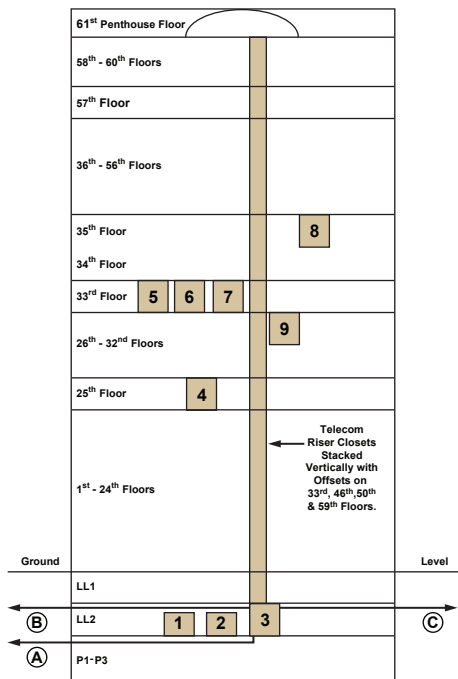 61st Penthouse Floor
58th - 60th Floors
57th Floor
36th - 56th Floors
35th Floor
8
34th Floor
33rd Floor
5 6 7
26th - 32nd Floors
9
25th Floor
4
Telecom
Riser Closets
Stacked
Vertically with
Offsets on
33rd, 46th,50th
& 59th Floors.
1st - 24th Floors
Ground
Level
LL1
B
C
LL2
1 2 3
A
P1-P3